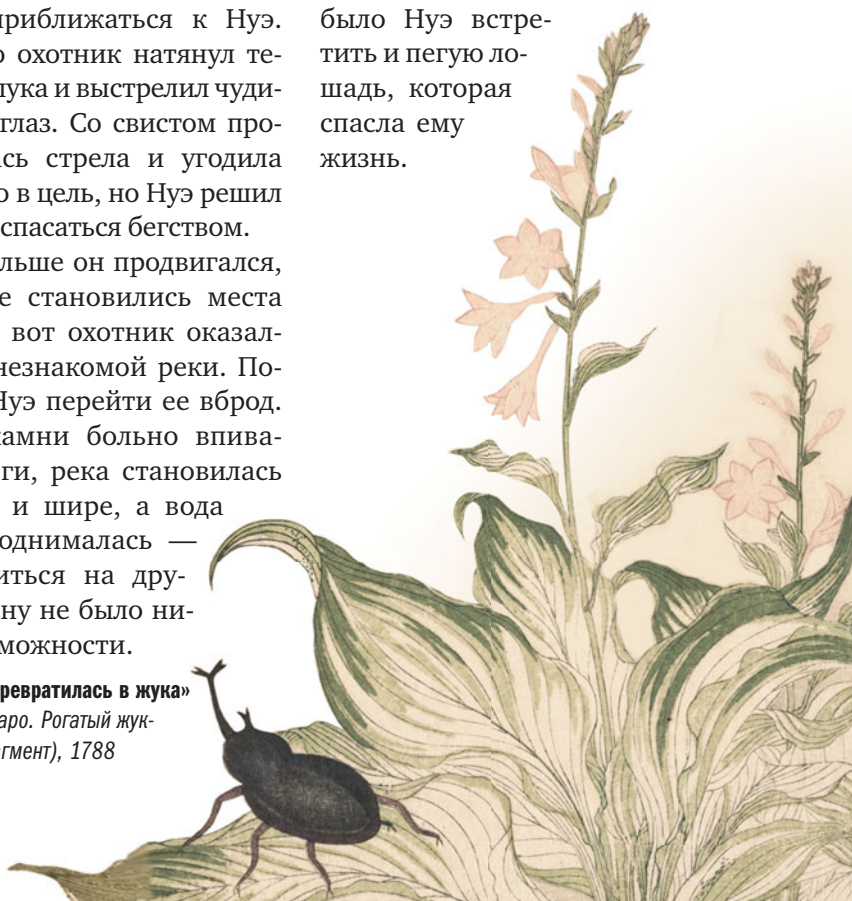 приближаться к Нуэ.
охотник натянул те-
лука и выстрелил чуди-
глаз. Со свистом про-
сь стрела и угодила
о в цель, но Нуэ решил
спасаться бегством.
льше он продвигался,
е становились места
вот охотник оказал-
незнакомой реки. По-
Нуэ перейти ее вброд.
камни больно впива-
ги, река становилась
и шире, а вода
однималась —
иться на дру-
ну не было ни-
можности.
ревратилась в жука»
аро. Рогатый жук-
гмент), 1788
было Нуэ встре-
тить и пегую ло-
шадь, которая
спасла ему
жизнь.